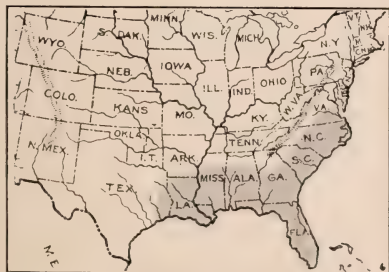 MINN.
V T.
N.H.
WYO.
S. DAK.
WIS.
MICH.
N.Y
M.
NEB.
IOWA
PA.
ILL.
IND.
OHIO
COLO.
KANS
MO.
KY.
W.V.
VA.
OKLA.
TENN.
N.C.
N. MEX.
I.T.
ARK.
S.C.
TEX.
MISS.
ALA.
GA.
LA.
FLA.
M E